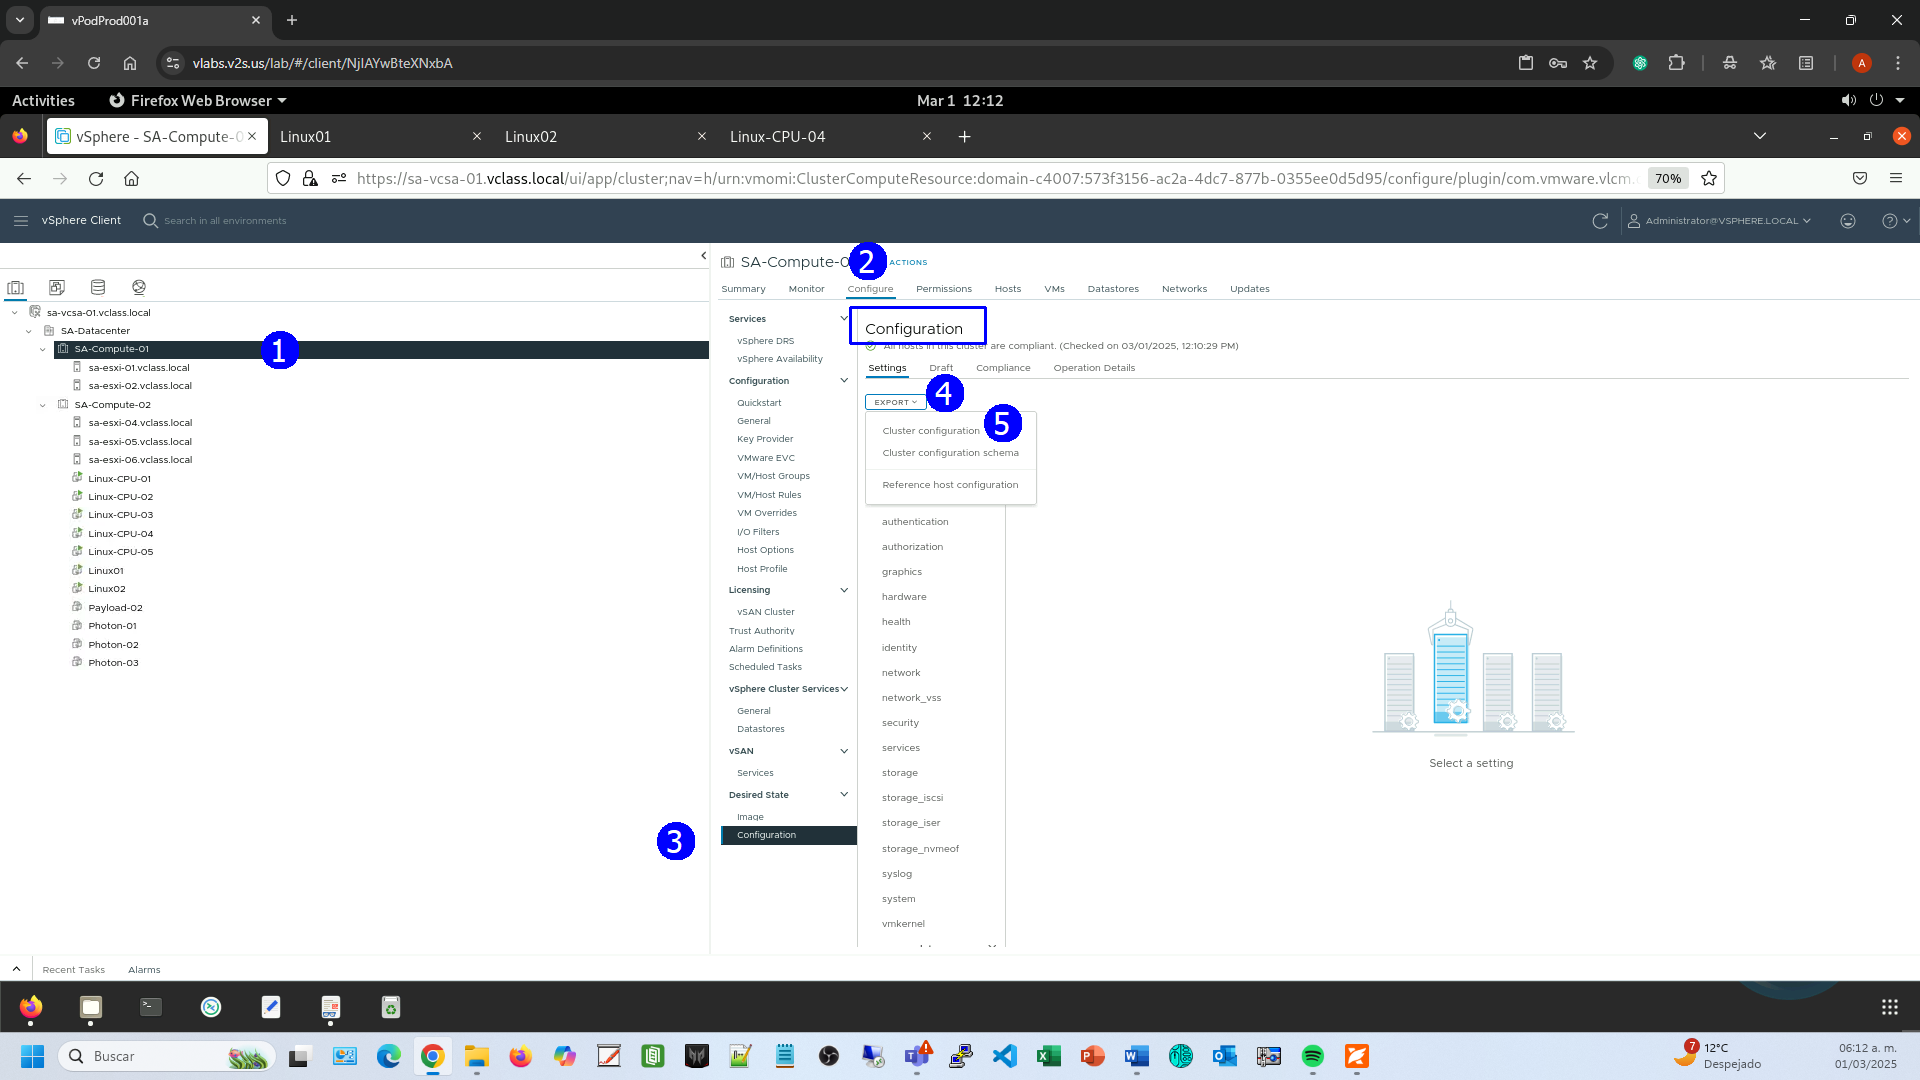 vPodProd001a
vlabs.v2s.us/lab/#/client/NjIAYwBteXNxbA
A
Activities
Firefox Web Browser
Mar 1 12:12
vSphere - SA-Compute-0
Linux01
Linux02
Linux-CPU-04
https://sa-vcsa-01.vclass.local/ui/app/cluster;nav=h/urn:vmomi:ClusterComputeResource:domain-c4007:573f3156-ac2a-4dc7-877b-0355ee0d5d95/configure/plugin/com.vmware.vlcm.
70%
vSphere Client
Search in all environments
Administrator@VSPHERE.LOCAL
sa-vcsa-01.vclass.local
SA-Datacenter
SA-Compute-01
1
sa-esxi-01.vclass.local
sa-esxi-02.vclass.local
SA-Compute-02
sa-esxi-04.vclass.local
sa-esxi-05.vclass.local
sa-esxi-06.vclass.local
Linux-CPU-01
Linux-CPU-02
Linux-CPU-03
Linux-CPU-04
Linux-CPU-05
Linux01
Linux02
Payload-02
Photon-01
Photon-02
Photon-03
SA-Compute-0
2
ACTIONS
Summary
Monitor
Configure
Permissions
Hosts
VMs
Datastores
Networks
Updates
Services
vSphere DRS
vSphere Availability
Configuration
Quickstart
General
Key Provider
VMware EVC
VM/Host Groups
VM/Host Rules
VM Overrides
I/O Filters
Host Options
Host Profile
Licensing
vSAN Cluster
Trust Authority
Alarm Definitions
Scheduled Tasks
vSphere Cluster Services
General
Datastores
vSAN
Services
Desired State
Image
Configuration
3
Configuration
All hosts in this cluster are compliant. (Checked on 03/01/2025, 12:10:29 PM)
Settings
Draft
Compliance
Operation Details
EXPORT
4
Cluster configuration
5
Cluster configuration schema
Reference host configuration
authentication
authorization
graphics
hardware
health
identity
network
network_vss
security
services
storage
storage_iscsi
storage_iser
storage_nvmeof
syslog
system
vmkernel
Select a setting
Recent Tasks
Alarms
Buscar
7
12°C
Despejado
06:12 a. m.
01/03/2025